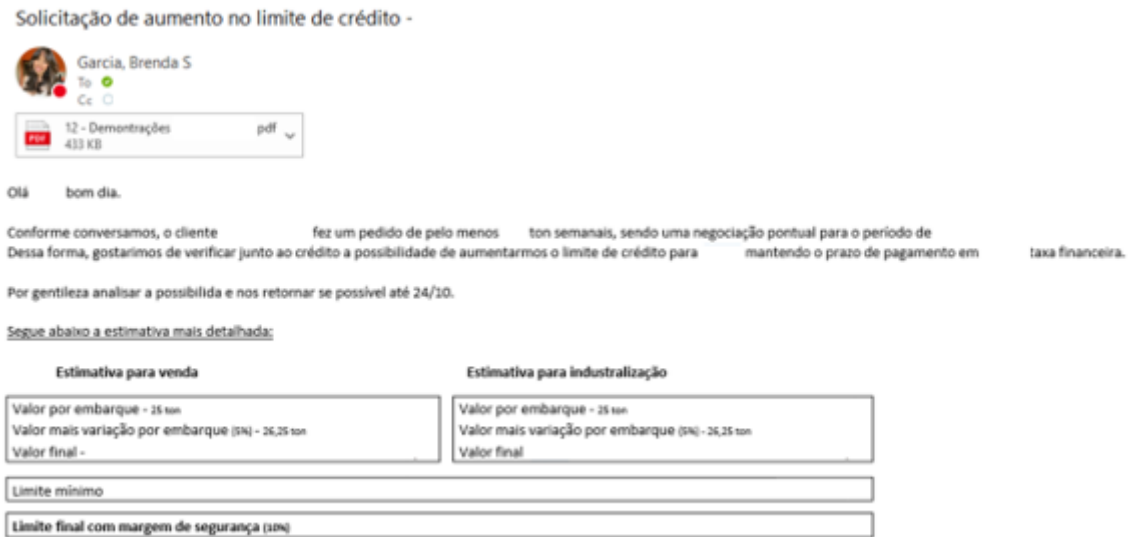 Solicitação de aumento no limite de crédito -
Garcia, Brenda S
To
Cc
12 - Demontrações pdf
433 KB
PDF
Olá bom dia.
Conforme conversamos, o cliente fez um pedido de pelo menos ton semanais, sendo uma negociação pontual para o período de
Dessa forma, gostarimos de verificar junto ao crédito a possibilidade de aumentarmos o limite de crédito para mantendo o prazo de pagamento em taxa financeira.
Por gentileza analisar a possibilida e nos retornar se possível até 24/10.
Segue abaixo a estimativa mais detalhada:
Estimativa para venda Estimativa para industralização
Valor por embarque - 25 ton Valor por embarque - 25 ton
Valor mais variação por embarque (5%) - 26,25 ton Valor mais variação por embarque (5%) - 26,25 ton
Valor final - Valor final
Limite mínimo
Limite final com margem de segurança (10%)